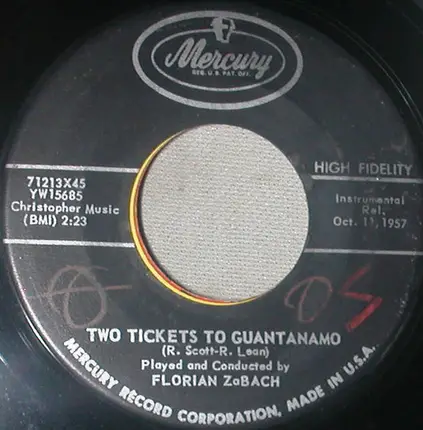 Mercury
REG. U.S. PAT. OFF.
HIGH FIDELITY
71213X45
YW15685
Christopher Music
(BMI) 2:23
Instrumental
Rel.
Oct. 11, 1957
TWO TICKETS TO GUANTANAMO
(R. Scott-R. Lean)
Played and Conducted by
FLORIAN ZaBACH
MERCURY RECORD CORPORATION, MADE IN U.S.A.